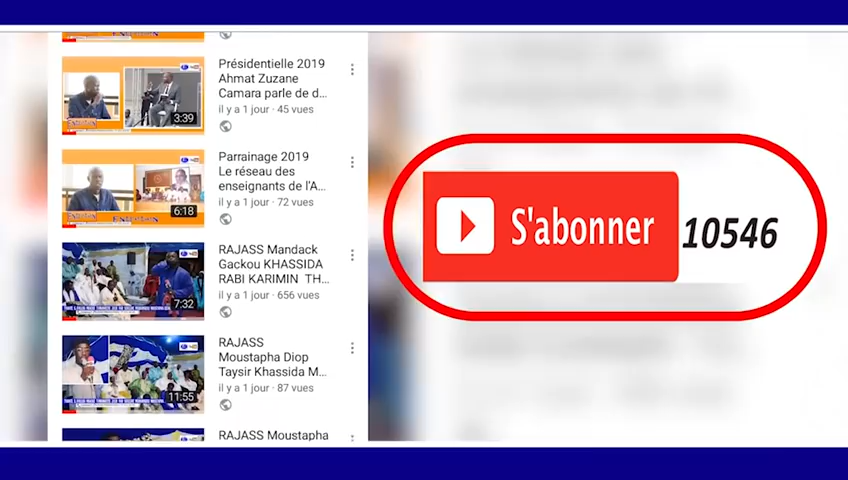 Présidentielle 2019
Ahmat Zuzane
Camara parle de d...
il y a 1 jour · 45 vues
3:39
Parrainage 2019
Le réseau des
enseignants de l'A...
il y a 1 jour · 72 vues
6:18
RAJASS Mandack
Gackou KHASSIDA
RABI KARIMIN TH...
il y a 1 jour · 656 vues
7:32
RAJASS
Moustapha Diop
Taysir Khassida M...
il y a 1 jour · 87 vues
11:55
RAJASS Moustapha
S'abonner 10546